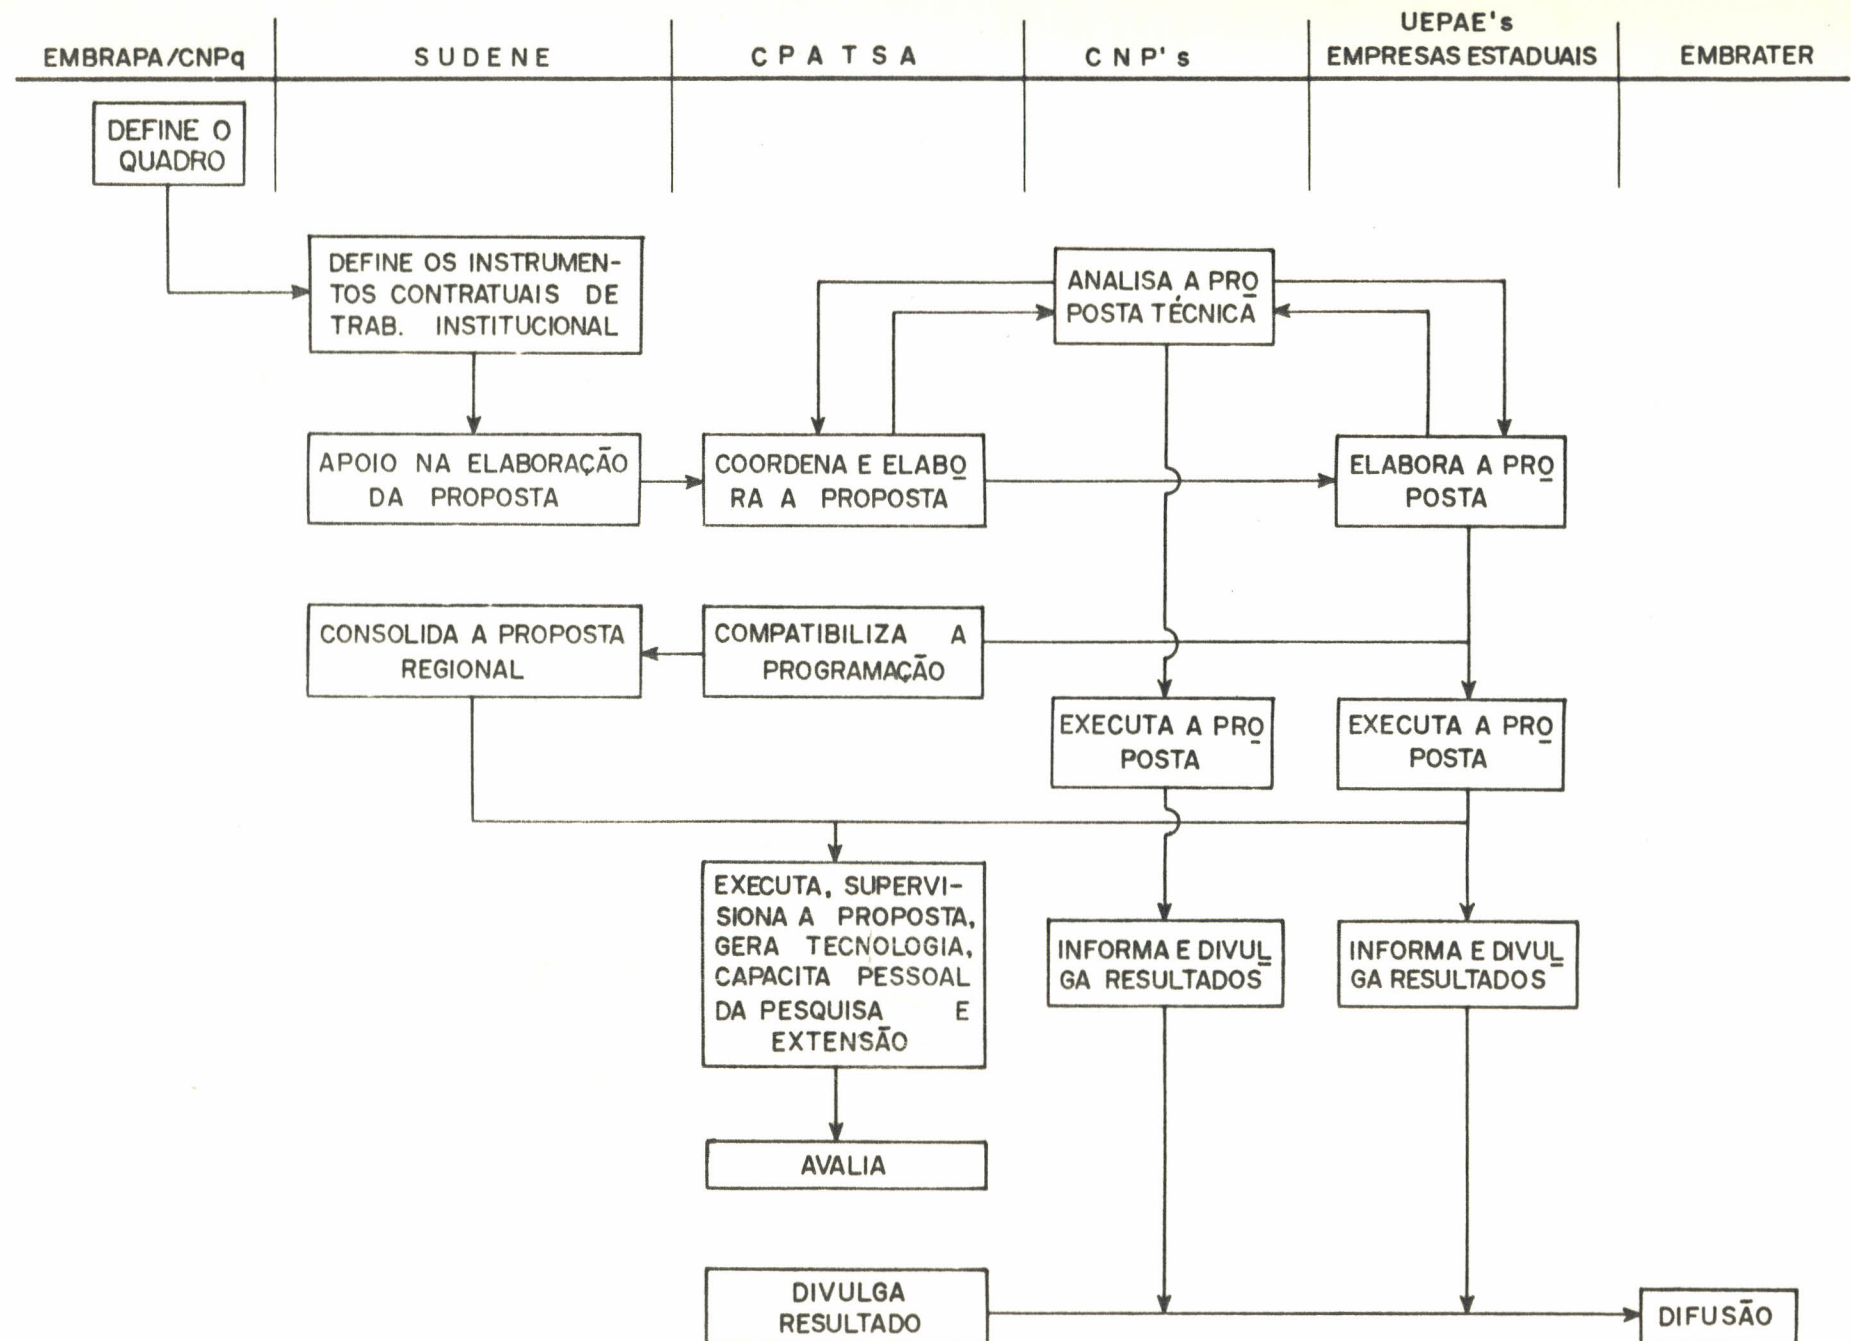 EMBRAPA/CNPq
SUDENE
CPATSA
CNP's
UEPAE's
EMPRESAS ESTADUAIS
EMBRATER
DEFINE O
QUADRO
DEFINE OS INSTRUMEN-
TOS CONTRATUAIS DE
TRAB. INSTITUCIONAL
ANALISA A PRO
POSTA TÉCNICA
APOIO NA ELABORAÇÃO
DA PROPOSTA
COORDENA E ELABO
RA A PROPOSTA
ELABORA A PRO
POSTA
CONSOLIDA A PROPOSTA
REGIONAL
COMPATIBILIZA A
PROGRAMAÇÃO
EXECUTA A PRO
POSTA
EXECUTA A PRO
POSTA
EXECUTA, SUPERVI-
SIONA A PROPOSTA,
GERA TECNOLOGIA,
CAPACITA PESSOAL
DA PESQUISA E
EXTENSÃO
INFORMA E DIVUL
GA RESULTADOS
INFORMA E DIVUL
GA RESULTADOS
AVALIA
DIVULGA
RESULTADO
DIFUSÃO